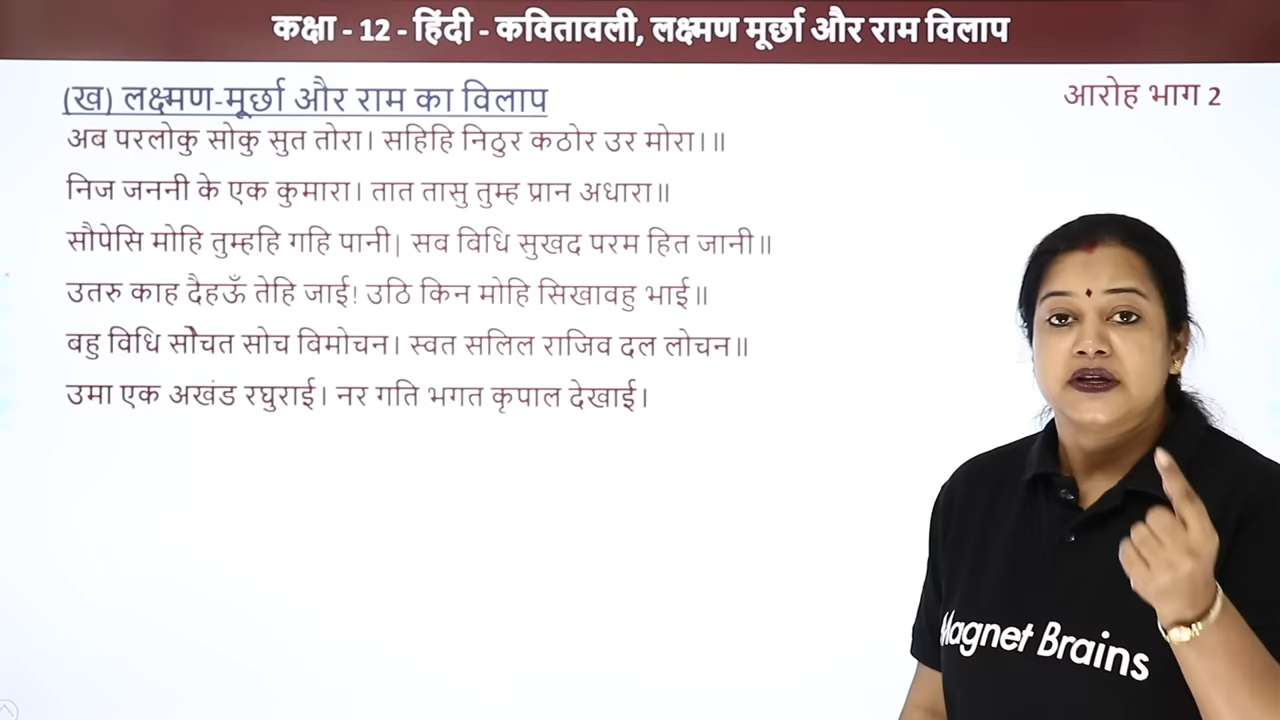 कक्षा - 12 - हिंदी - कवितावली, लक्ष्मण मूर्छा और राम विलाप
(ख) लक्ष्मण-मूर्छा और राम का विलाप
आरोह भाग 2
अब परलोकु सोकु सुत तोरा। सहिहि निठुर कठोर उर मोरा।॥
निज जननी के एक कुमारा। तात तासु तुम्ह प्रान अधारा॥
सौपेसि मोहि तुम्हहि गहि पानी| सब विधि सुखद परम हित जानी॥
उतरु काह दैहऊँ तेहि जाई! उठि किन मोहि सिखावहु भाई॥
बहु विधि सोचत सोच बिमोचन। स्वत सलिल राजिव दल लोचन॥
उमा एक अखंड रघुराई। नर गति भगत कृपाल देखाई।
Magnet Brains